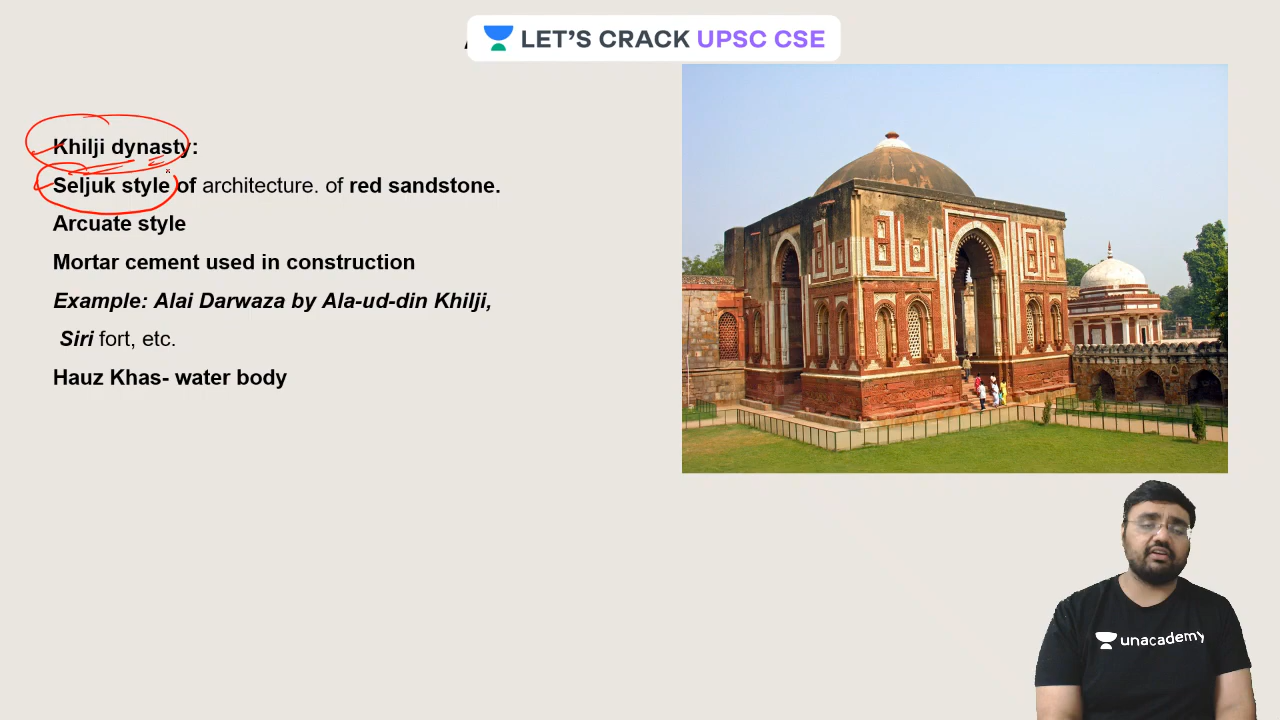 LET'S CRACK UPSC CSE
Khilji dynasty:
Seljuk style of architecture. of red sandstone.
Arcuate style
Mortar cement used in construction
Example: Alai Darwaza by Ala-ud-din Khilji,
Siri fort, etc.
Hauz Khas- water body
unacademy